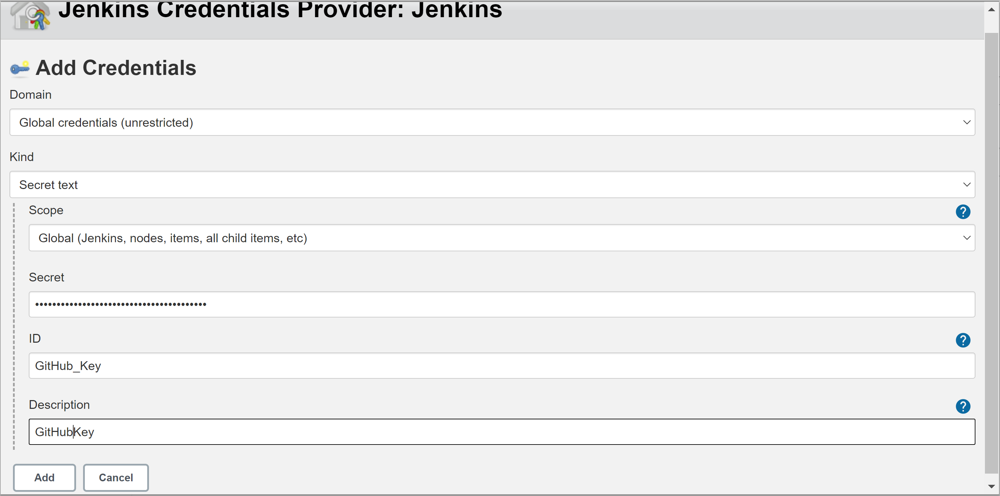 Jenkins Credentials Provider: Jenkins
Add Credentials
Domain
Global credentials (unrestricted)
Kind
Secret text
Scope
?
Global (Jenkins, nodes, items, all child items, etc)
Secret
••••••••••••••••••••••••••••••••••••••••
ID
?
GitHub_Key
Description
?
GitHubKey
Add Cancel